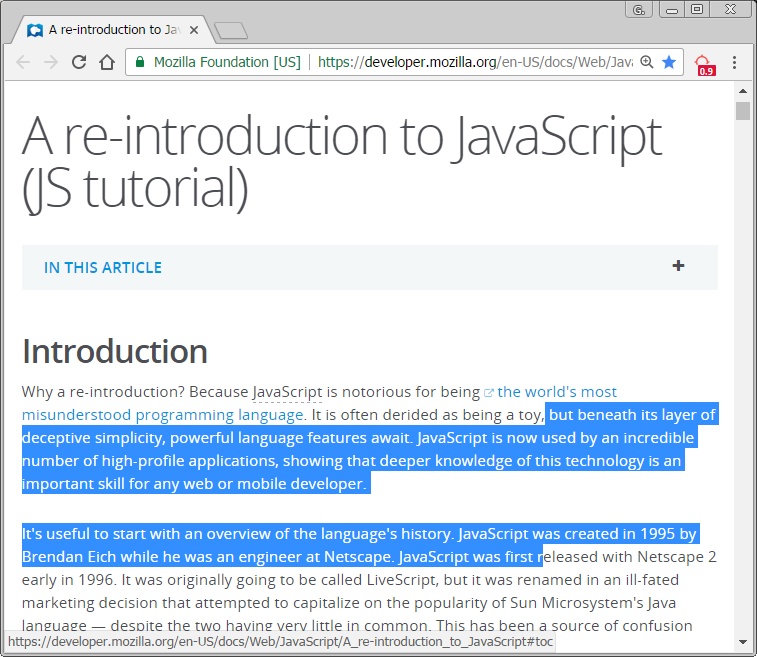 G.
A re-introduction to Jav
Mozilla Foundation [US] | https://developer.mozilla.org/en-US/docs/Web/Java
0.9
A re-introduction to JavaScript
(JS tutorial)
IN THIS ARTICLE +
Introduction
Why a re-introduction? Because JavaScript is notorious for being the world's most
misunderstood programming language. It is often derided as being a toy, but beneath its layer of
deceptive simplicity, powerful language features await. JavaScript is now used by an incredible
number of high-profile applications, showing that deeper knowledge of this technology is an
important skill for any web or mobile developer.
It's useful to start with an overview of the language's history. JavaScript was created in 1995 by
Brendan Eich while he was an engineer at Netscape. JavaScript was first released with Netscape 2
early in 1996. It was originally going to be called LiveScript, but it was renamed in an ill-fated
marketing decision that attempted to capitalize on the popularity of Sun Microsystem's Java
language — despite the two having very little in common. This has been a source of confusion
https://developer.mozilla.org/en-US/docs/Web/JavaScript/A_re-introduction_to_JavaScript#toc